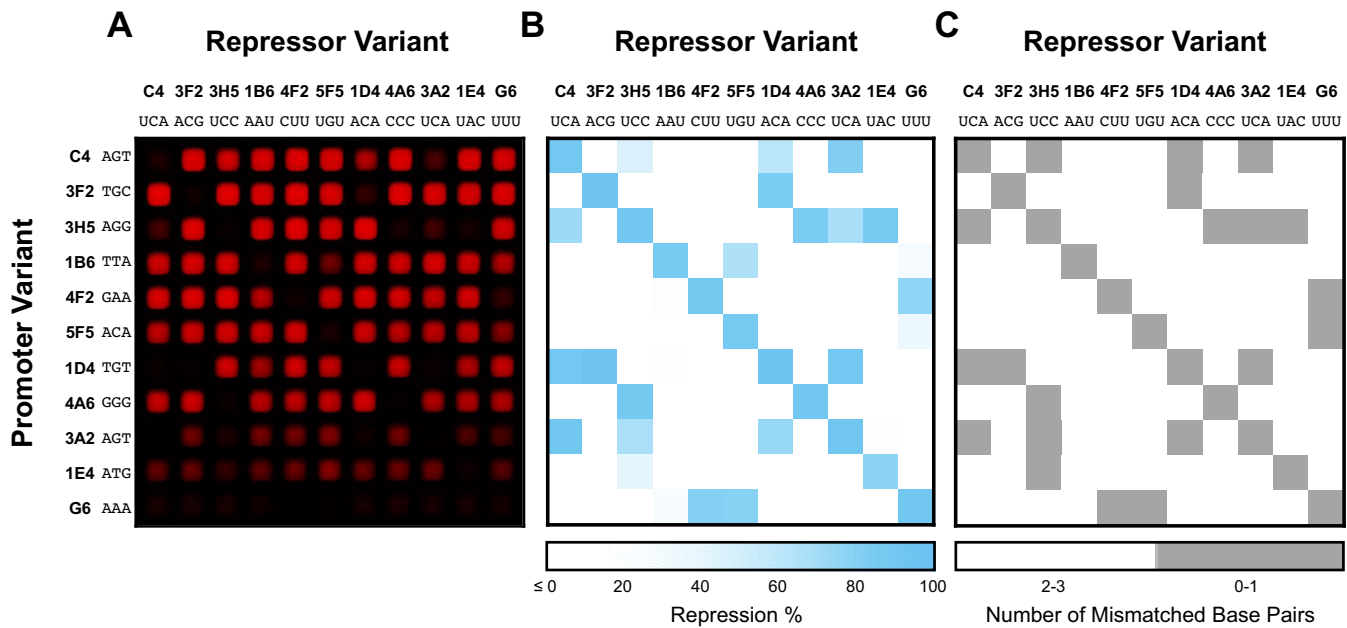 A
B
C
Repressor Variant
Repressor Variant
Repressor Variant
C4 3F2 3H5 1B6 4F2 5F5 1D4 4A6 3A2 1E4 G6
C4 3F2 3H5 1B6 4F2 5F5 1D4 4A6 3A2 1E4 G6
C4 3F2 3H5 1B6 4F2 5F5 1D4 4A6 3A2 1E4 G6
UCA ACG UCC AAU CUU UGU ACA CCC UCA UAC UUU
UCA ACG UCC AAU CUU UGU ACA CCC UCA UAC UUU
UCA ACG UCC AAU CUU UGU ACA CCC UCA UAC UUU
Promoter Variant
C4 AGT
3F2 TGC
3H5 AGG
1B6 TTA
4F2 GAA
5F5 ACA
1D4 TGT
4A6 GGG
3A2 AGT
1E4 ATG
G6 AAA
≤ 0 20 40 60 80 100
Repression %
2-3 0-1
Number of Mismatched Base Pairs